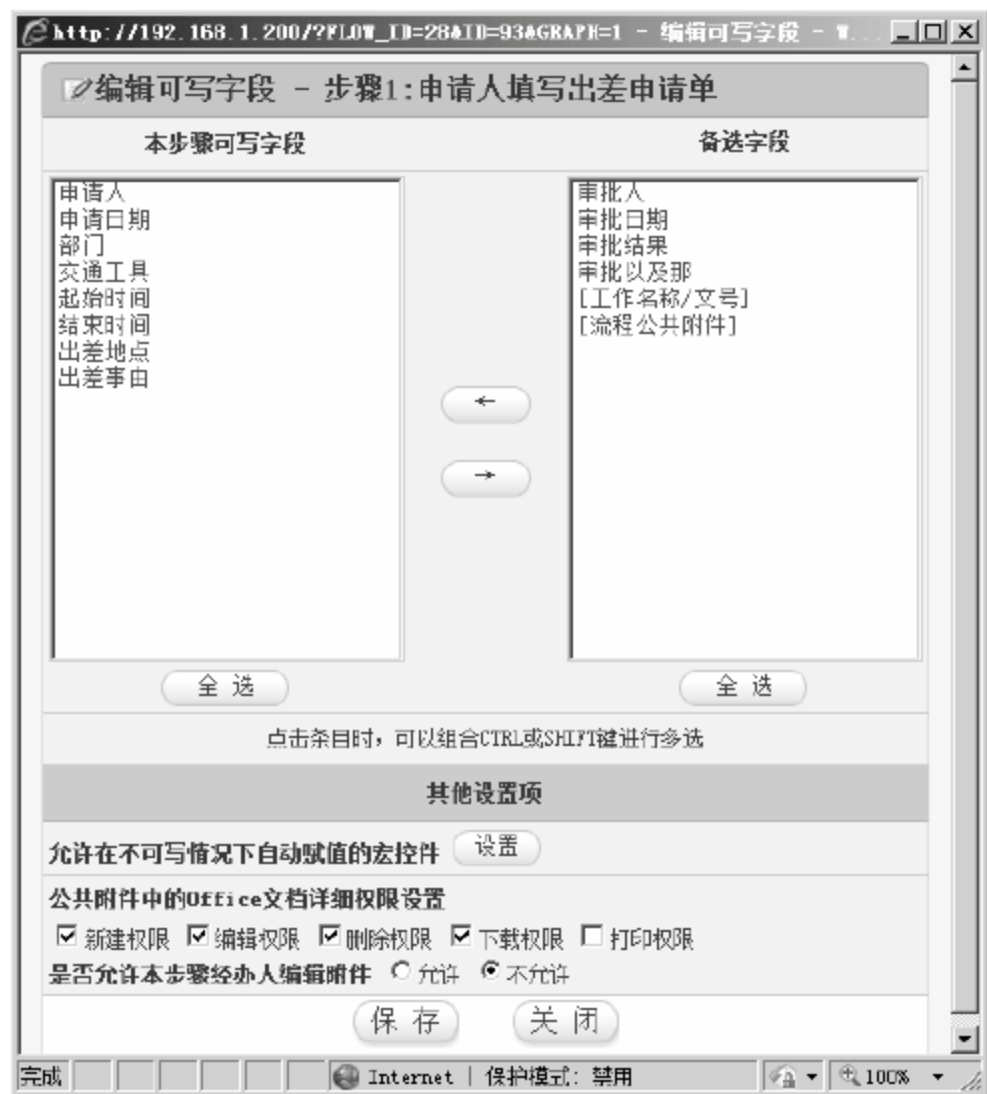 http://192.168.1.200/?FLOW_ID=28&ID=93&GRAPH=1 - 编辑可写字段 - W...
编辑可写字段 - 步骤1:申请人填写出差申请单
本步骤可写字段 备选字段
申请人
申请日期
部门
交通工具
起始时间
结束时间
出差地点
出差事由
审批人
审批日期
审批结果
审批以及那
[工作名称/文号]
[流程公共附件]
←
→
全 选 全 选
点击条目时，可以组合CTRL或SHIFT键进行多选
其他设置项
允许在不可写情况下自动赋值的宏控件 设置
公共附件中的Office文档详细权限设置
新建权限 编辑权限 删除权限 下载权限 打印权限
是否允许本步骤经办人编辑附件 允许 不允许
保 存 关 闭
完成 Internet | 保护模式: 禁用 100%